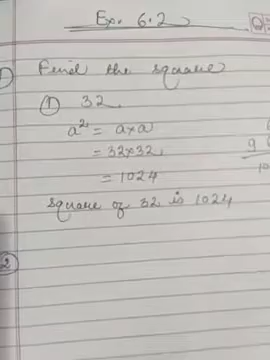 Ex. 6.2
Find the square
① 32
a² = a×a
= 32×32
= 1024
Square of 32 is 1024
2